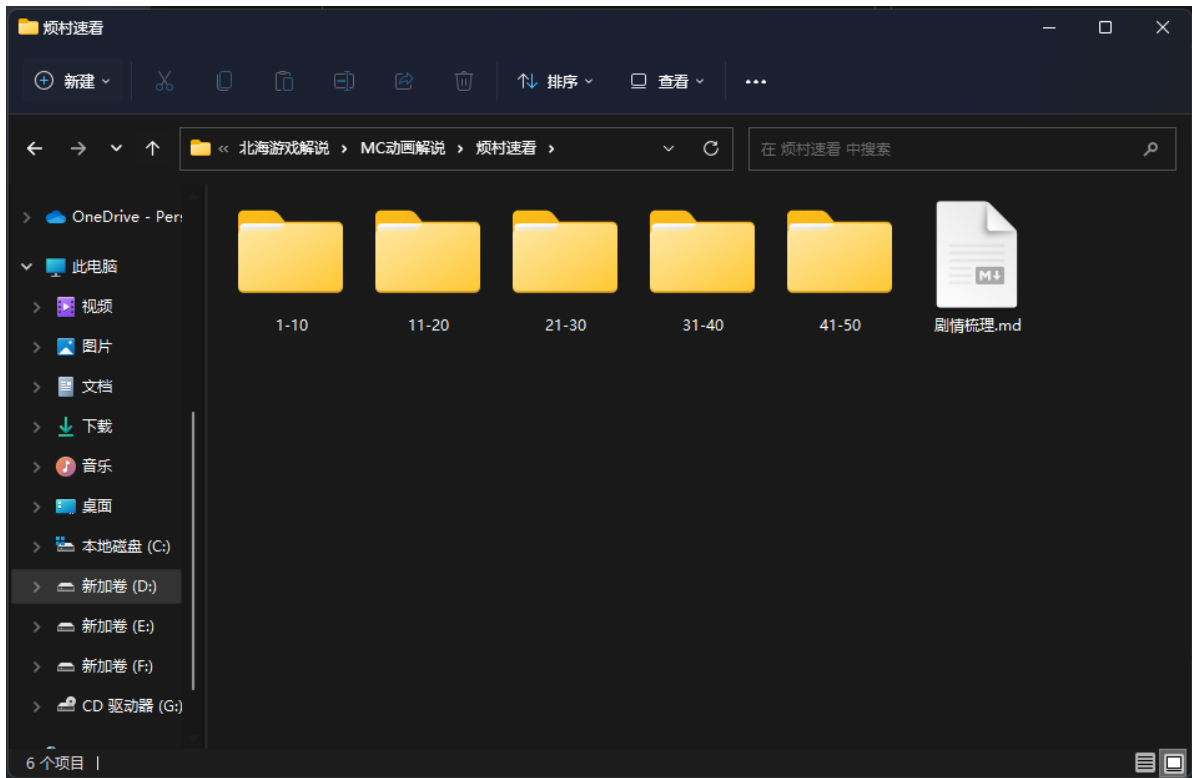 烦村速看
新建
排序
查看
« 北海游戏解说 › MC动画解说 › 烦村速看 ›
在 烦村速看 中搜索
OneDrive - Pers
此电脑
视频
图片
文档
下载
音乐
桌面
本地磁盘 (C:)
新加卷 (D:)
新加卷 (E:)
新加卷 (F:)
CD 驱动器 (G:)
1-10
11-20
21-30
31-40
41-50
M↓
剧情梳理.md
6 个项目